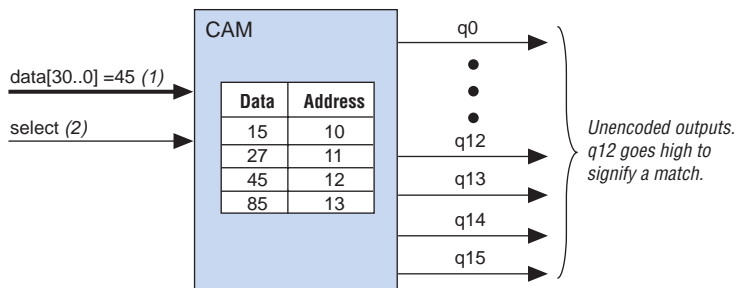 CAM
data[30..0] =45 (1)
select (2)
Data Address
15 10
27 11
45 12
85 13
q0
q12
q13
q14
q15
Unencoded outputs.
q12 goes high to
signify a match.